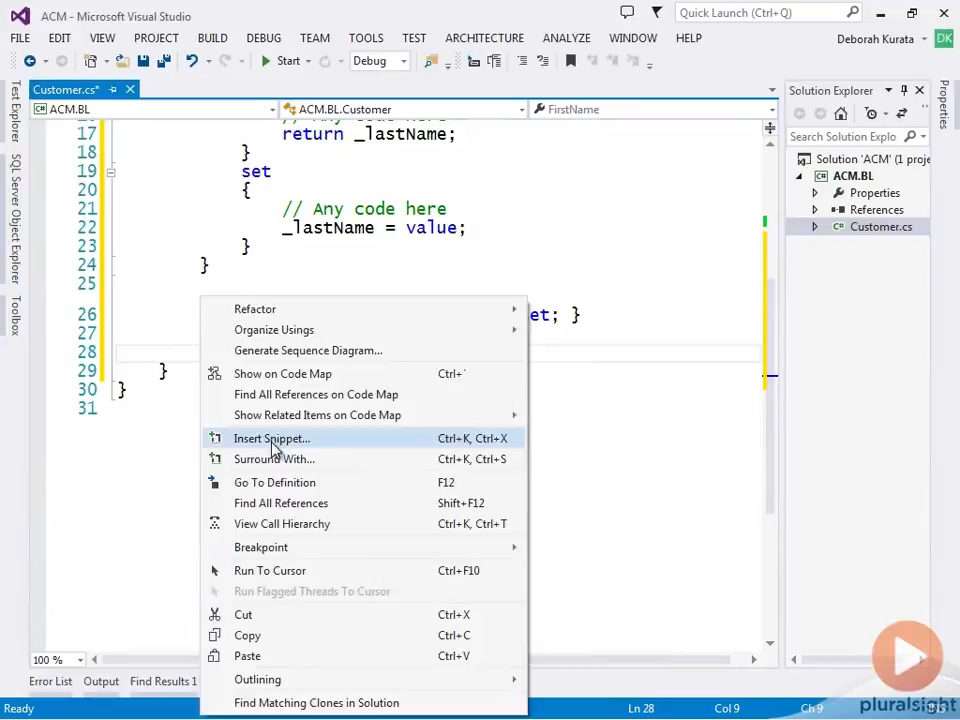 ACM - Microsoft Visual Studio
Quick Launch (Ctrl+Q)
FILE EDIT VIEW PROJECT BUILD DEBUG TEAM TOOLS TEST ARCHITECTURE ANALYZE WINDOW HELP
Deborah Kurata DK
Start Debug
Test Explorer
SQL Server Object Explorer
Toolbox
Customer.cs*
ACM.BL
ACM.BL.Customer
FirstName
// Any code here
17 return _lastName;
18 }
19 set
20 {
21 // Any code here
22 _lastName = value;
23 }
24 }
25
26 et; }
27
28
29 }
30 }
31
Refactor
Organize Usings
Generate Sequence Diagram...
Show on Code Map Ctrl+`
Find All References on Code Map
Show Related Items on Code Map
Insert Snippet... Ctrl+K, Ctrl+X
Surround With... Ctrl+K, Ctrl+S
Go To Definition F12
Find All References Shift+F12
View Call Hierarchy Ctrl+K, Ctrl+T
Breakpoint
Run To Cursor Ctrl+F10
Run Flagged Threads To Cursor
Cut Ctrl+X
Copy Ctrl+C
Paste Ctrl+V
Outlining
Find Matching Clones in Solution
Solution Explorer
Search Solution Explo
Solution 'ACM' (1 proje
C# ACM.BL
Properties
References
C# Customer.cs
Properties
100 %
Error List Output Find Results 1
Ready Ln 28 Col 9 Ch 9
pluralsight